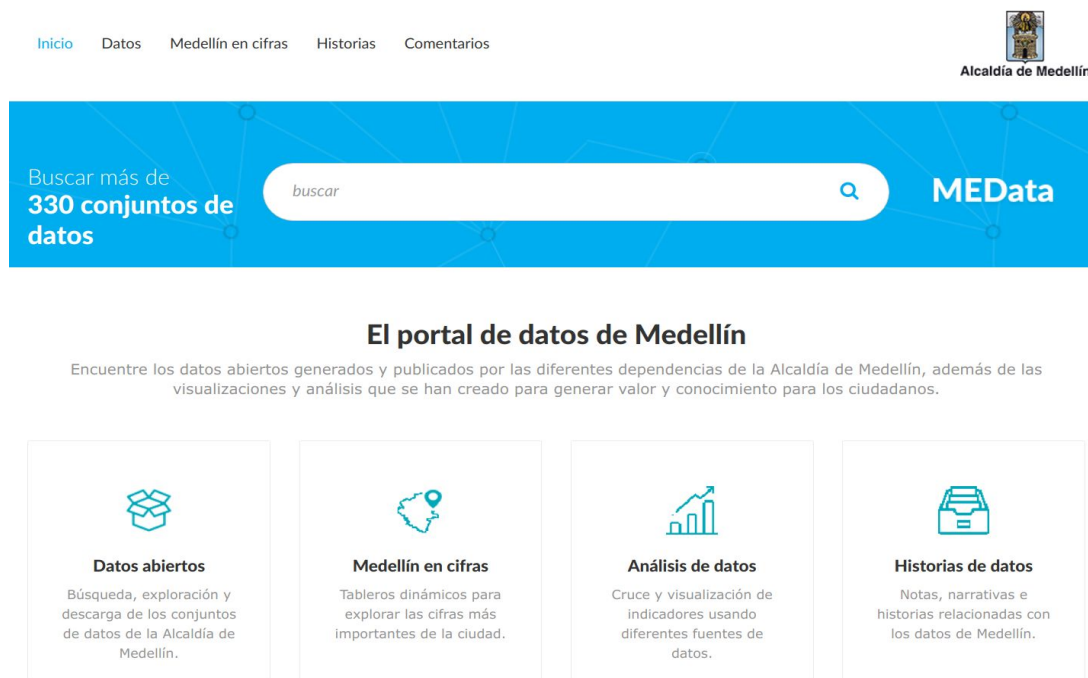 Inicio Datos Medellín en cifras Historias Comentarios
Alcaldía de Medellín
Buscar más de
330 conjuntos de
datos
buscar
MEData
El portal de datos de Medellín
Encuentre los datos abiertos generados y publicados por las diferentes dependencias de la Alcaldía de Medellín, además de las
visualizaciones y análisis que se han creado para generar valor y conocimiento para los ciudadanos.
Datos abiertos
Búsqueda, exploración y
descarga de los conjuntos
de datos de la Alcaldía de
Medellín.
Medellín en cifras
Tableros dinámicos para
explorar las cifras más
importantes de la ciudad.
Análisis de datos
Cruce y visualización de
indicadores usando
diferentes fuentes de
datos.
Historias de datos
Notas, narrativas e
historias relacionadas con
los datos de Medellín.